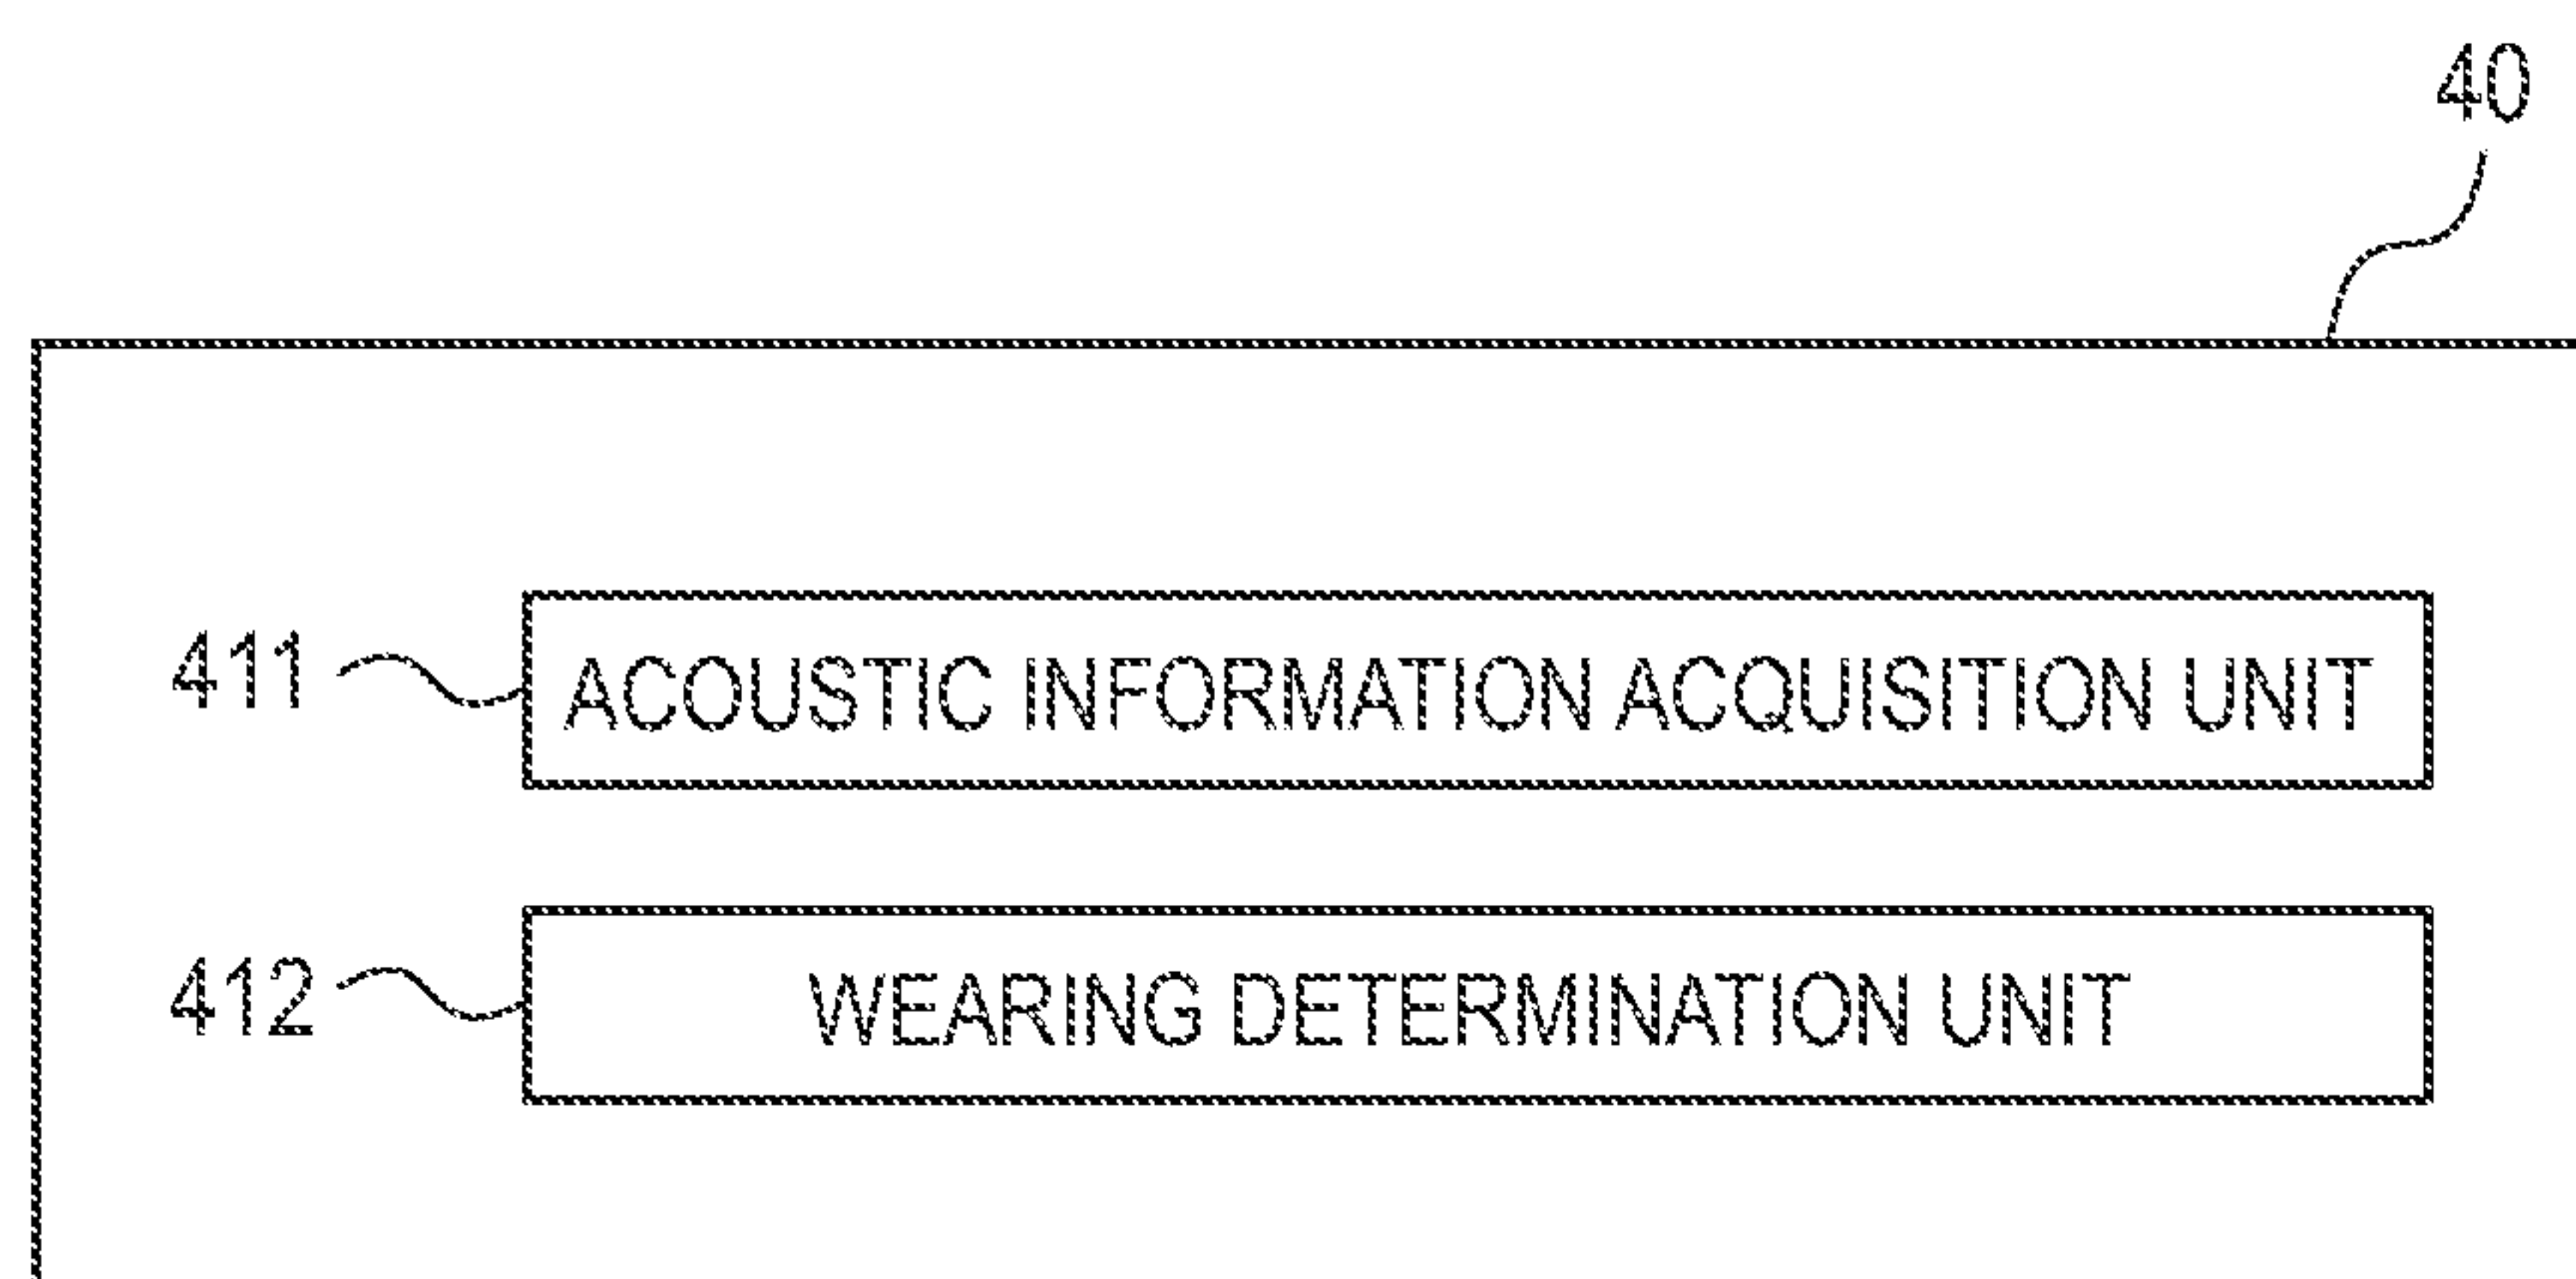 40
411 ACOUSTIC INFORMATION ACQUISITION UNIT
412 WEARING DETERMINATION UNIT